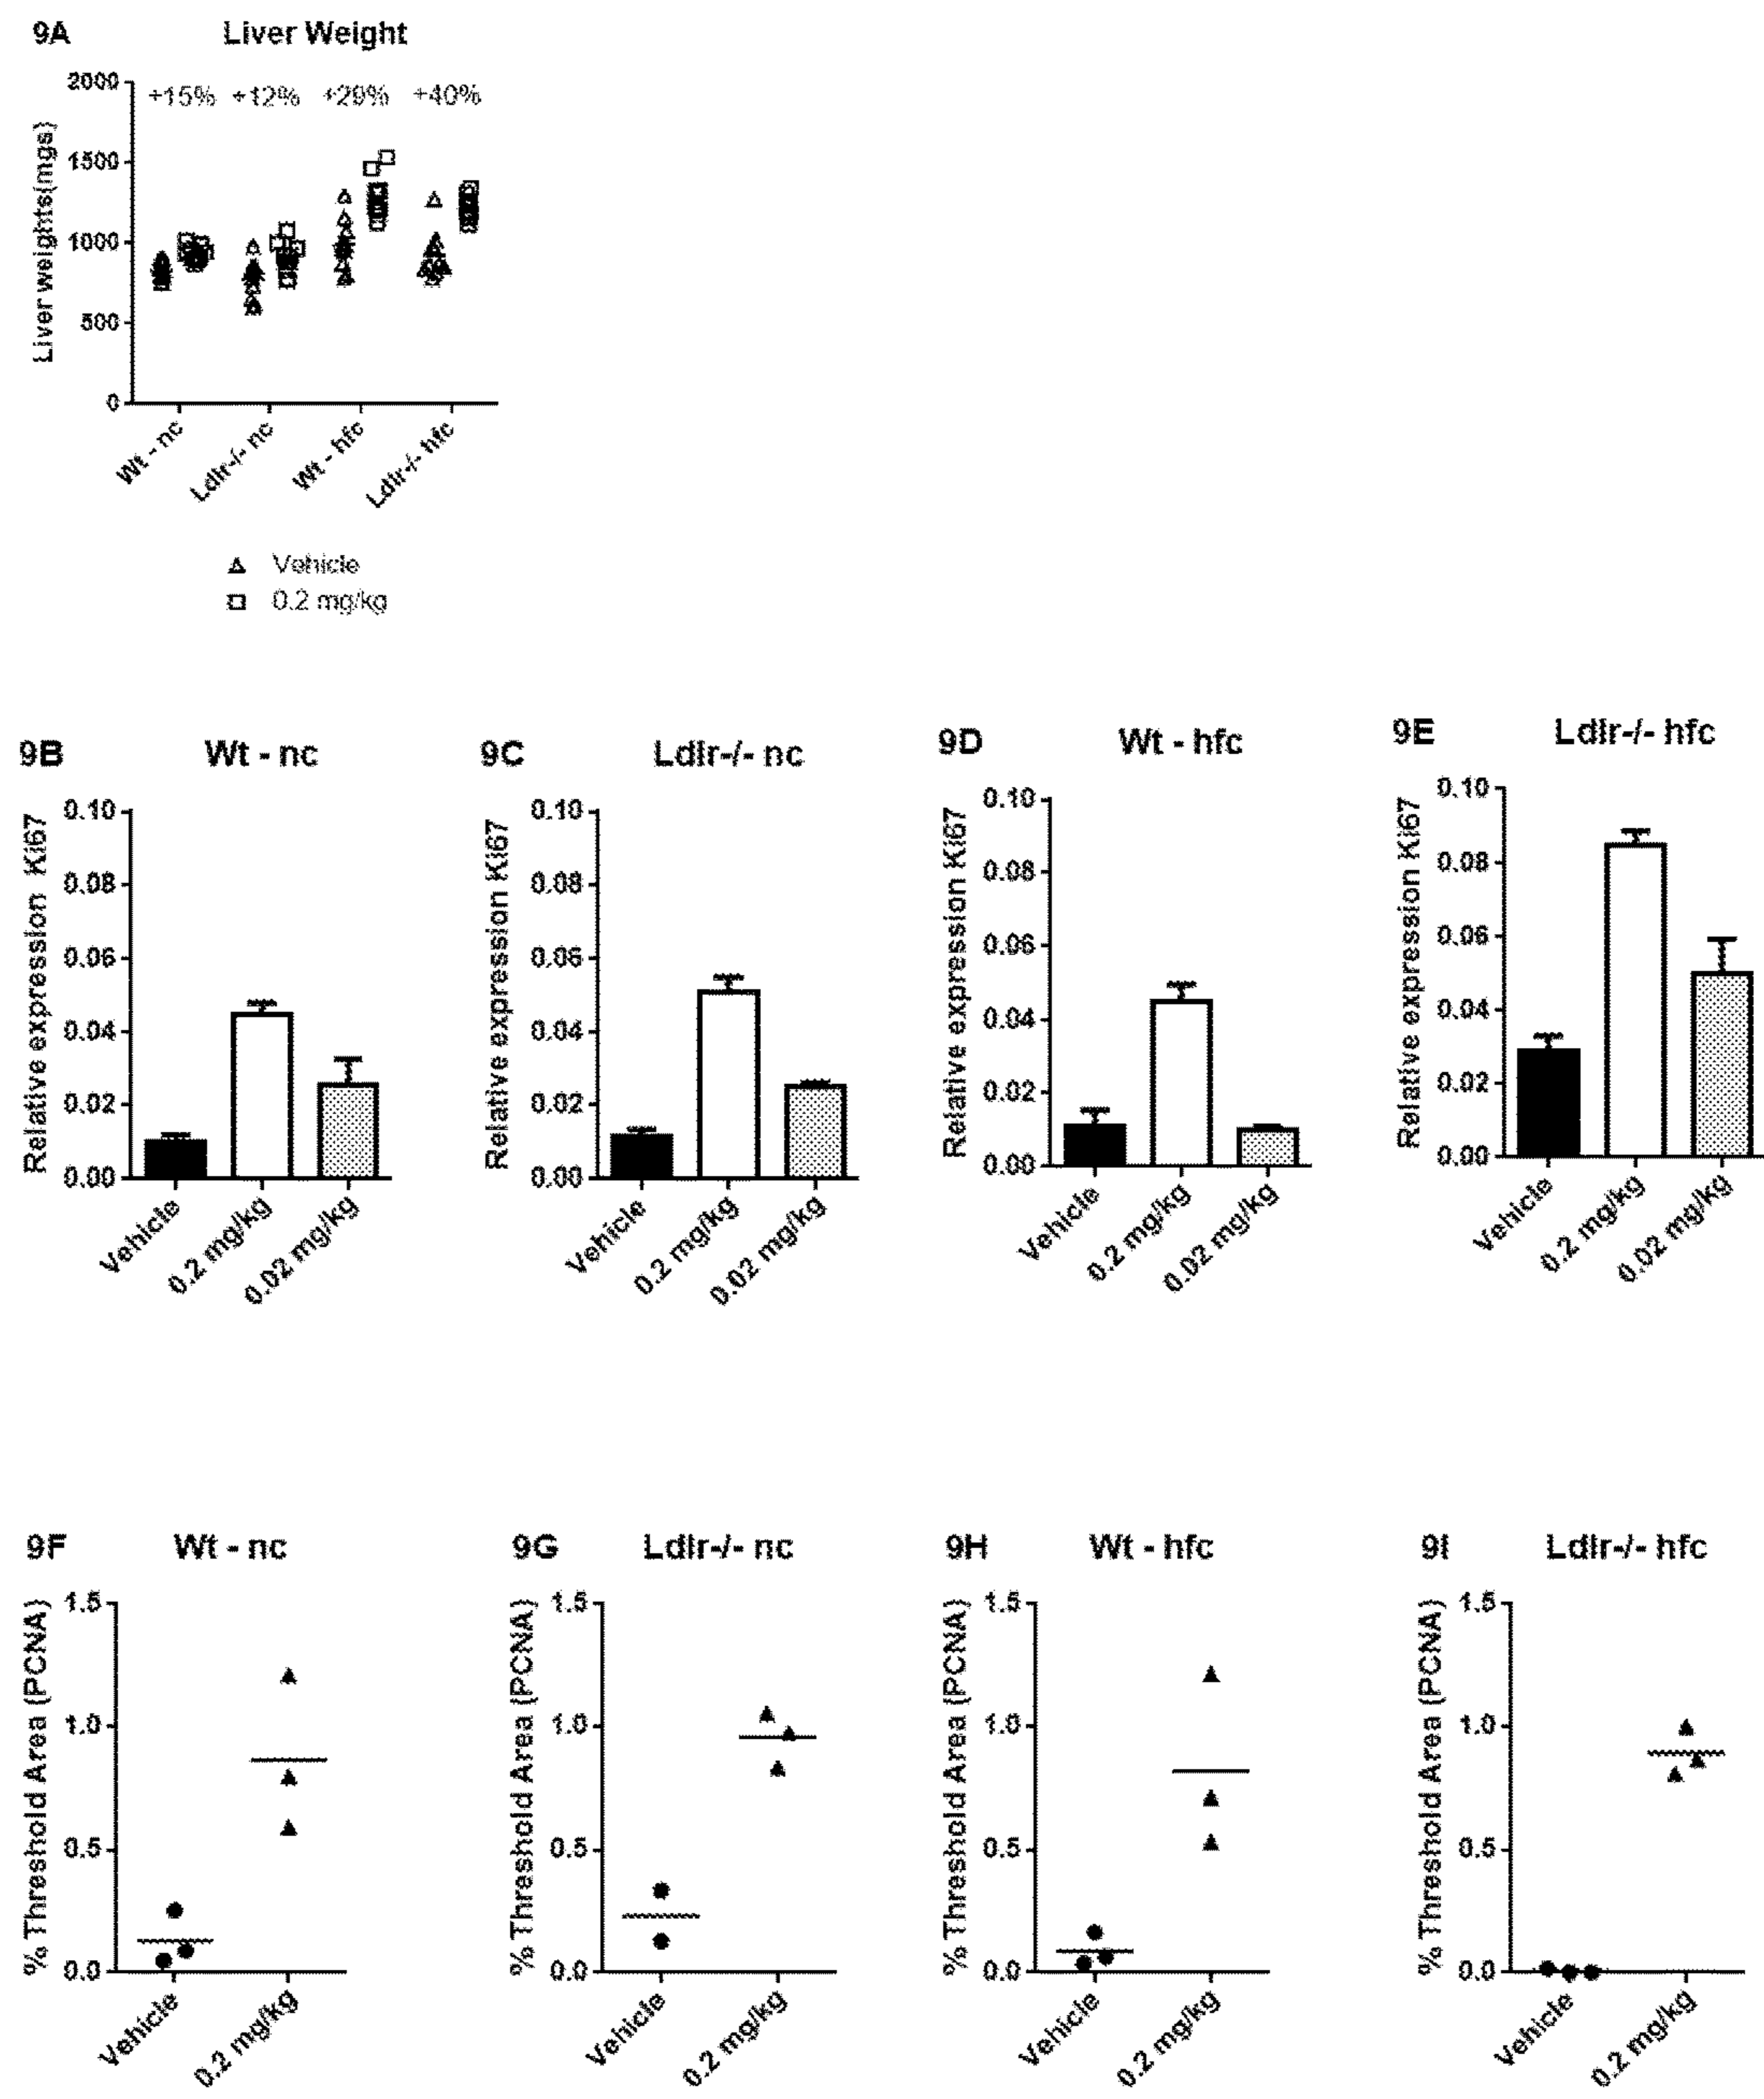 9A Liver Weight
2000
+15% +12% +29% +40%
1500
1000
500
0
Liver weights(mgs)
Wt - nc
Ldlr-/- nc
Wt - hfc
Ldlr-/- hfc
Vehicle
0.2 mg/kg
9B Wt - nc
Relative expression Ki67
0.10
0.08
0.06
0.04
0.02
0.00
Vehicle
0.2 mg/kg
0.02 mg/kg
9C Ldlr-/- nc
Relative expression Ki67
0.10
0.08
0.06
0.04
0.02
0.00
Vehicle
0.2 mg/kg
0.02 mg/kg
9D Wt - hfc
Relative expression Ki67
0.10
0.08
0.06
0.04
0.02
0.00
Vehicle
0.2 mg/kg
0.02 mg/kg
9E Ldlr-/- hfc
Relative expression Ki67
0.10
0.08
0.06
0.04
0.02
0.00
Vehicle
0.2 mg/kg
0.02 mg/kg
9F Wt - nc
% Threshold Area (PCNA)
1.5
1.0
0.5
0.0
Vehicle
0.2 mg/kg
9G Ldlr-/- nc
% Threshold Area (PCNA)
1.5
1.0
0.5
0.0
Vehicle
0.2 mg/kg
9H Wt - hfc
% Threshold Area (PCNA)
1.5
1.0
0.5
0.0
Vehicle
0.2 mg/kg
9I Ldlr-/- hfc
% Threshold Area (PCNA)
1.5
1.0
0.5
0.0
Vehicle
0.2 mg/kg